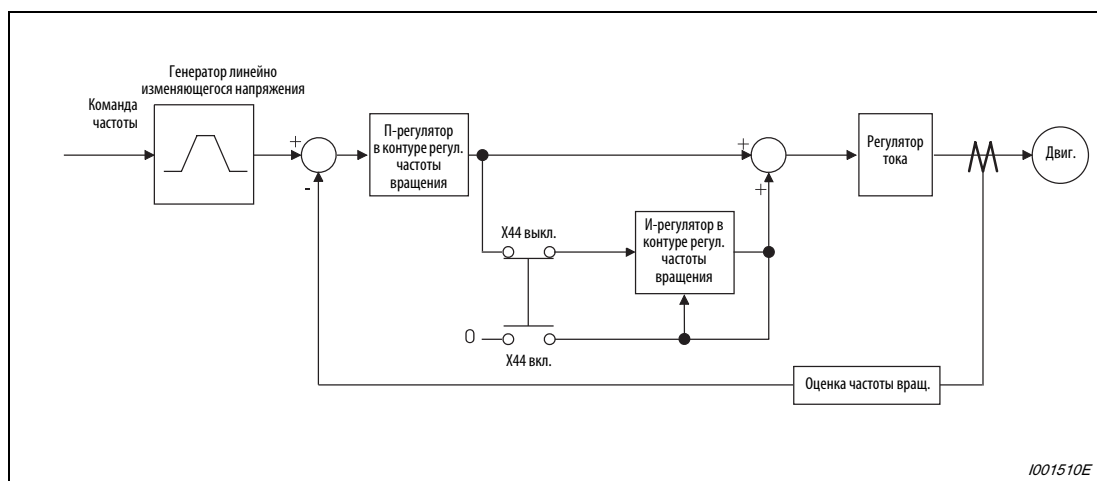 Генератор линейно
изменяющегося напряжения
Команда
частоты
+
-
П-регулятор
в контуре регул.
частоты
вращения
+
+
Регулятор
тока
Двиг.
X44 выкл.
И-регулятор в
контуре регул.
частоты
вращения
0
X44 вкл.
Оценка частоты вращ.
I001510E